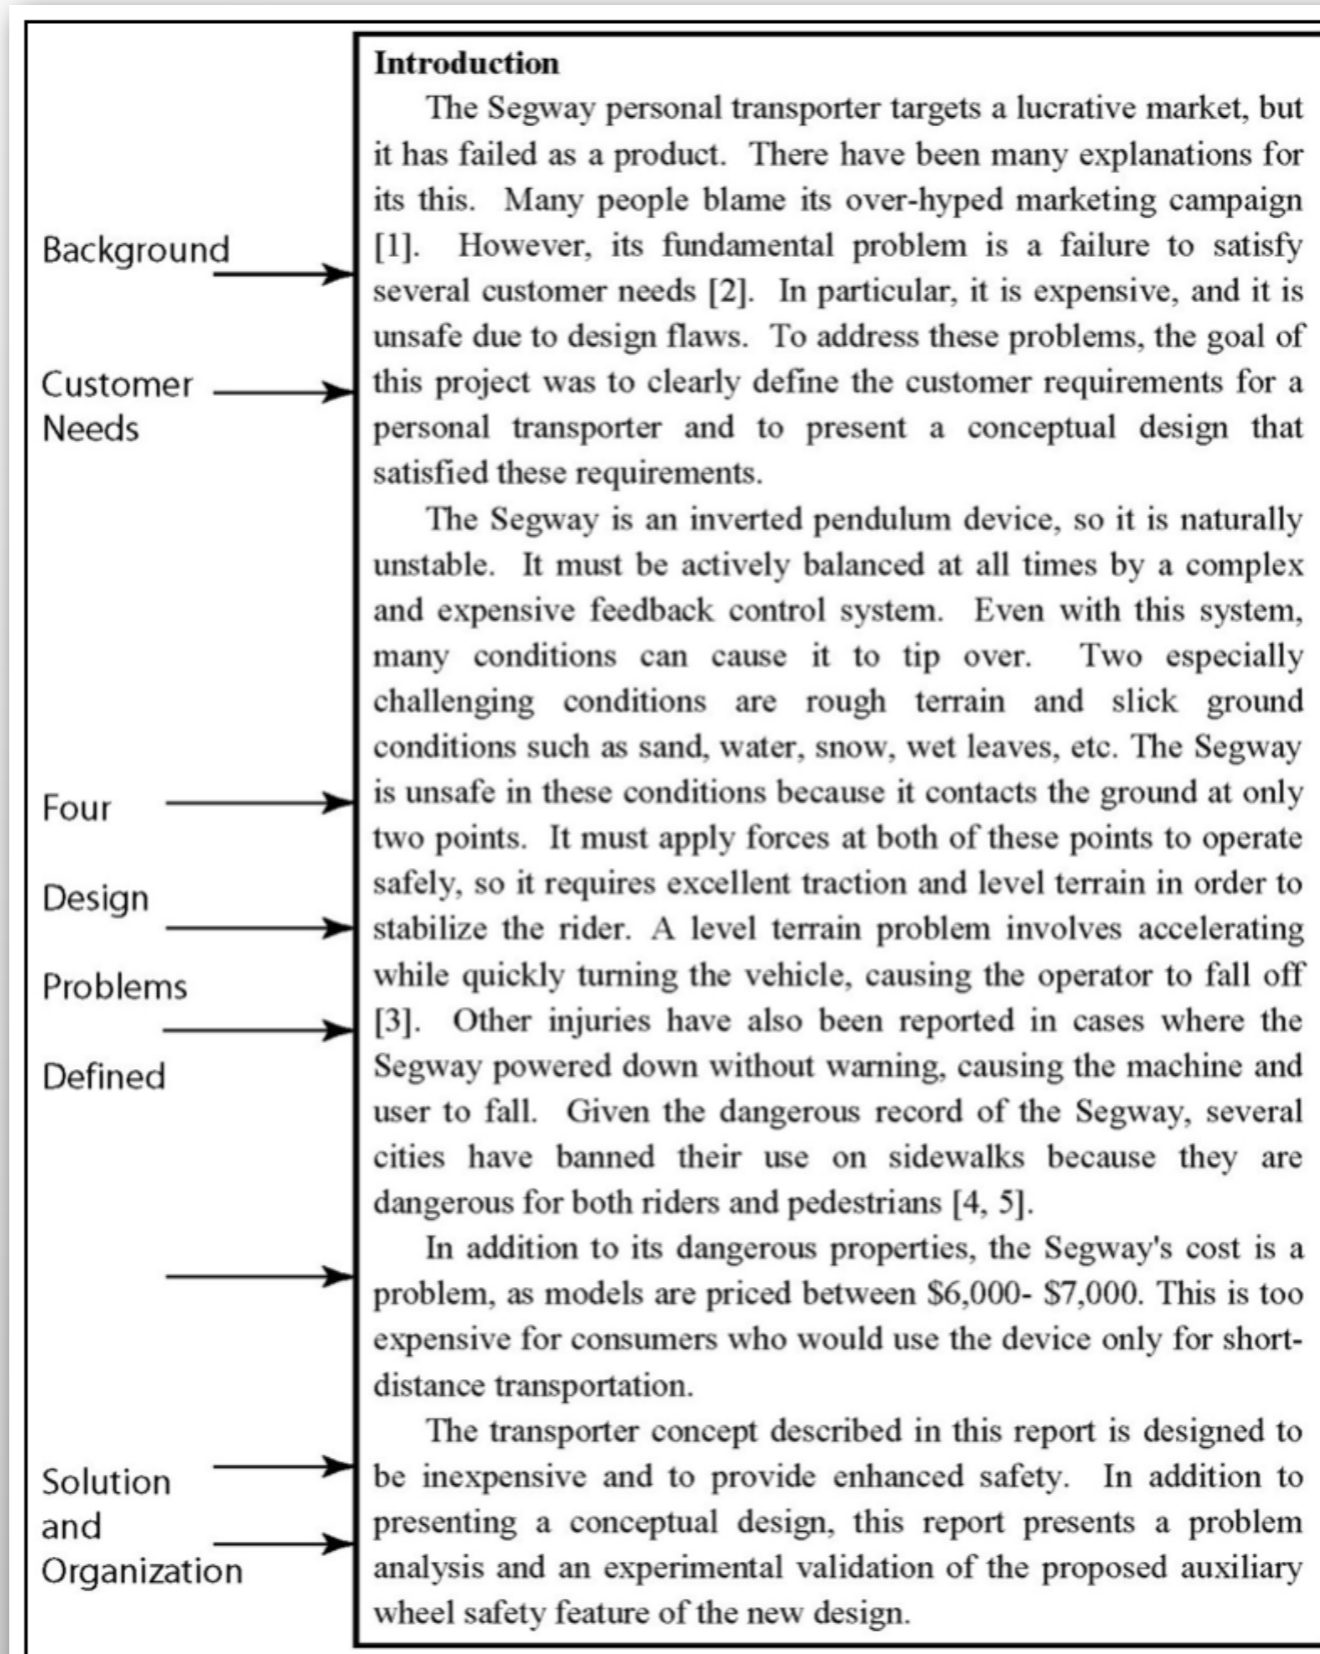 Introduction
The Segway personal transporter targets a lucrative market, but
it has failed as a product. There have been many explanations for
its this. Many people blame its over-hyped marketing campaign
[1]. However, its fundamental problem is a failure to satisfy
several customer needs [2]. In particular, it is expensive, and it is
unsafe due to design flaws. To address these problems, the goal of
this project was to clearly define the customer requirements for a
personal transporter and to present a conceptual design that
satisfied these requirements.
The Segway is an inverted pendulum device, so it is naturally
unstable. It must be actively balanced at all times by a complex
and expensive feedback control system. Even with this system,
many conditions can cause it to tip over. Two especially
challenging conditions are rough terrain and slick ground
conditions such as sand, water, snow, wet leaves, etc. The Segway
is unsafe in these conditions because it contacts the ground at only
two points. It must apply forces at both of these points to operate
safely, so it requires excellent traction and level terrain in order to
stabilize the rider. A level terrain problem involves accelerating
while quickly turning the vehicle, causing the operator to fall off
[3]. Other injuries have also been reported in cases where the
Segway powered down without warning, causing the machine and
user to fall. Given the dangerous record of the Segway, several
cities have banned their use on sidewalks because they are
dangerous for both riders and pedestrians [4, 5].
In addition to its dangerous properties, the Segway's cost is a
problem, as models are priced between $6,000- $7,000. This is too
expensive for consumers who would use the device only for short-
distance transportation.
The transporter concept described in this report is designed to
be inexpensive and to provide enhanced safety. In addition to
presenting a conceptual design, this report presents a problem
analysis and an experimental validation of the proposed auxiliary
wheel safety feature of the new design.
Background
Customer
Needs
Four
Design
Problems
Defined
Solution
and
Organization